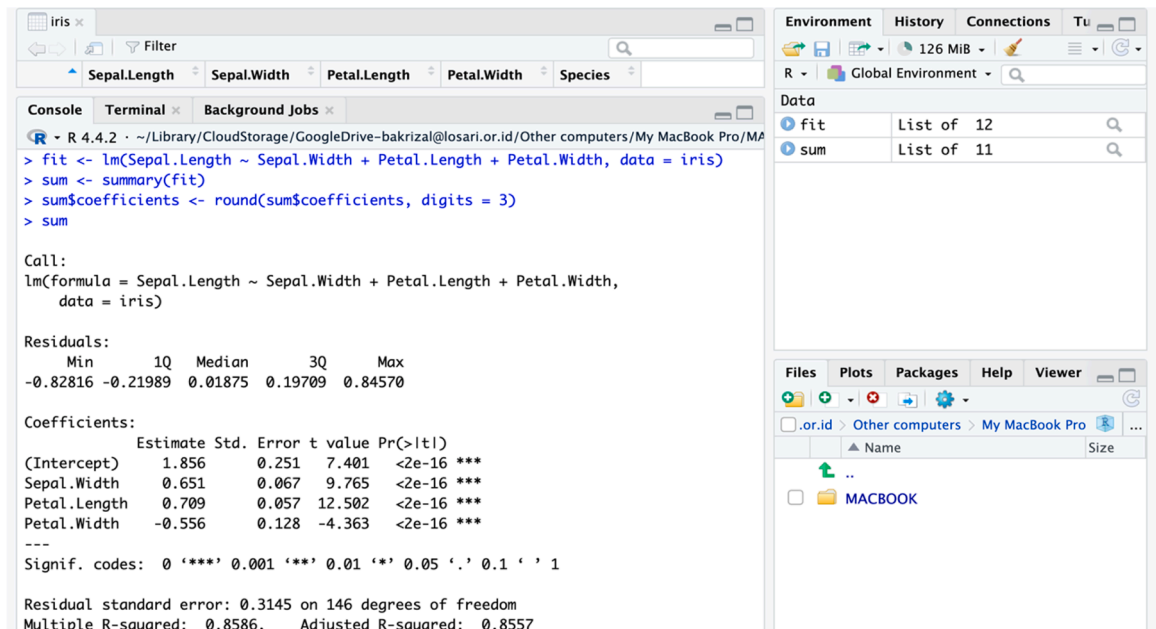 iris
Filter
Sepal.Length Sepal.Width Petal.Length Petal.Width Species
Console Terminal Background Jobs
R 4.4.2 · ~/Library/CloudStorage/GoogleDrive-bakrizal@losari.or.id/Other computers/My MacBook Pro/MA
> fit <- lm(Sepal.Length ~ Sepal.Width + Petal.Length + Petal.Width, data = iris)
> sum <- summary(fit)
> sum$coefficients <- round(sum$coefficients, digits = 3)
> sum
Call:
lm(formula = Sepal.Length ~ Sepal.Width + Petal.Length + Petal.Width,
    data = iris)
Residuals:
     Min       1Q   Median       3Q      Max
-0.82816 -0.21989  0.01875  0.19709  0.84570
Coefficients:
             Estimate Std. Error t value Pr(>|t|)
(Intercept)     1.856      0.251   7.401   <2e-16 ***
Sepal.Width     0.651      0.067   9.765   <2e-16 ***
Petal.Length    0.709      0.057  12.502   <2e-16 ***
Petal.Width    -0.556      0.128  -4.363   <2e-16 ***
---
Signif. codes:  0 ‘***’ 0.001 ‘**’ 0.01 ‘*’ 0.05 ‘.’ 0.1 ‘ ’ 1
Residual standard error: 0.3145 on 146 degrees of freedom
Multiple R-squared:  0.8586,    Adjusted R-squared:  0.8557
Environment History Connections Tu
126 MiB
R Global Environment
Data
fit List of 12
sum List of 11
Files Plots Packages Help Viewer
.or.id > Other computers > My MacBook Pro ...
Name Size
..
MACBOOK